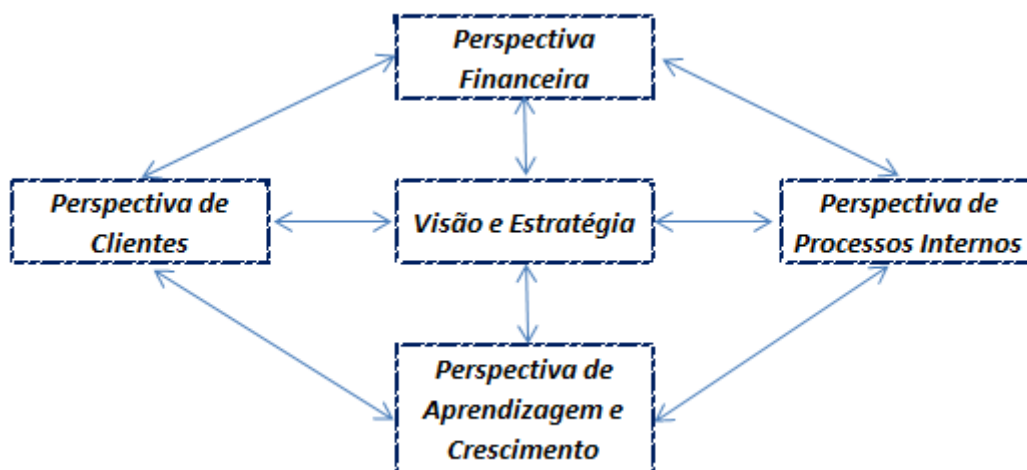 Perspectiva
Financeira
Perspectiva de
Clientes
Visão e Estratégia
Perspectiva de
Processos Internos
Perspectiva de
Aprendizagem e
Crescimento